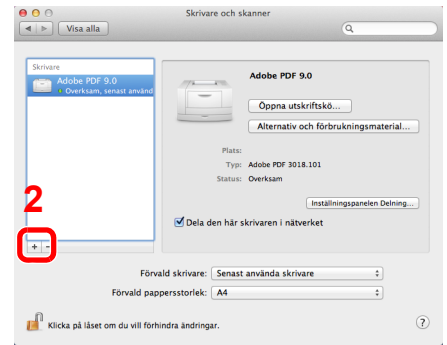 Skrivare och skanner
Visa alla
Skrivare
Adobe PDF 9.0
Overksam, senast använd
Adobe PDF 9.0
Öppna utskriftskö...
Alternativ och förbrukningsmaterial...
Plats:
Typ: Adobe PDF 3018.101
Status: Overksam
Inställningspanelen Delning...
Dela den här skrivaren i nätverket
2
+ -
Förvald skrivare: Senast använda skrivare
Förvald pappersstorlek: A4
Klicka på låset om du vill förhindra ändringar.
?